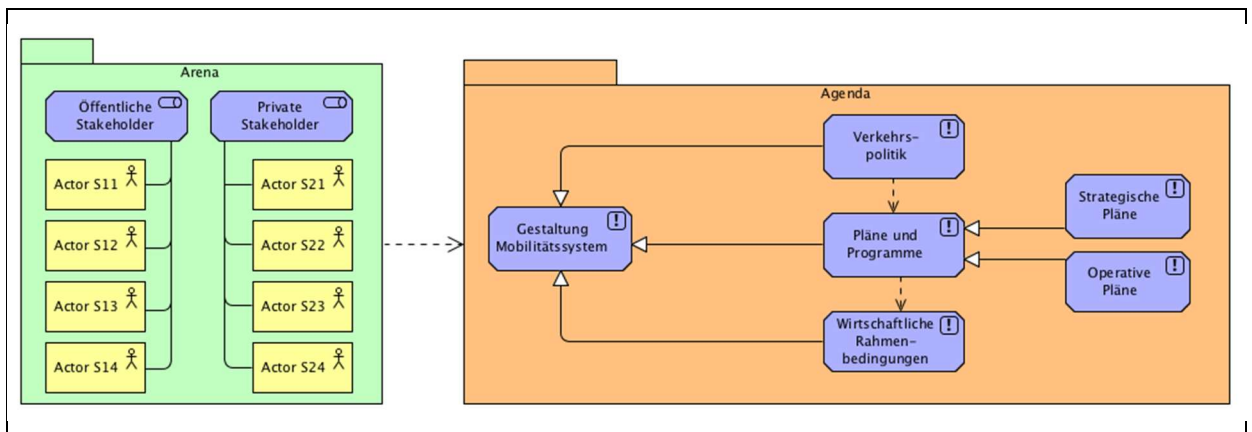 Arena
Öffentliche
Stakeholder
Private
Stakeholder
Actor S11
Actor S21
Actor S12
Actor S22
Actor S13
Actor S23
Actor S14
Actor S24
Agenda
Verkehrs-
politik
Gestaltung
Mobilitätssystem
Pläne und
Programme
Strategische
Pläne
Operative
Pläne
Wirtschaftliche
Rahmen-
bedingungen